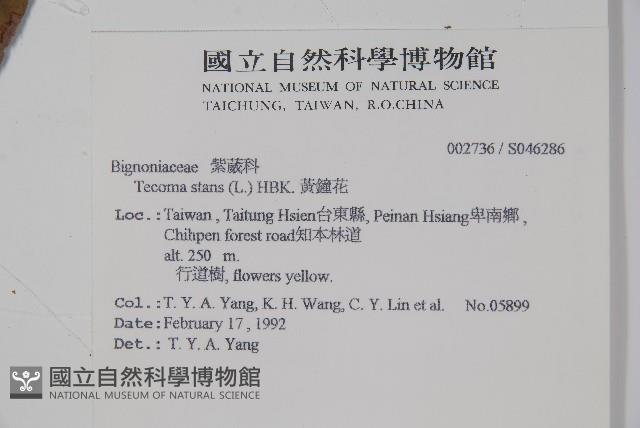 國立自然科學博物館
NATIONAL MUSEUM OF NATURAL SCIENCE
TAICHUNG, TAIWAN, R.O.CHINA
002736 / S046286
Bignoniaceae 紫葳科
Tecoma stans (L.) HBK. 黃鐘花
Loc.: Taiwan , Taitung Hsien台東縣, Peinan Hsiang卑南鄉 ,
Chihpen forest road知本林道
alt. 250 m.
行道樹, flowers yellow.
Col.: T. Y. A. Yang, K. H. Wang, C. Y. Lin et al. No.05899
Date: February 17 , 1992
Det.: T. Y. A. Yang
國立自然科學博物館
NATIONAL MUSEUM OF NATURAL SCIENCE